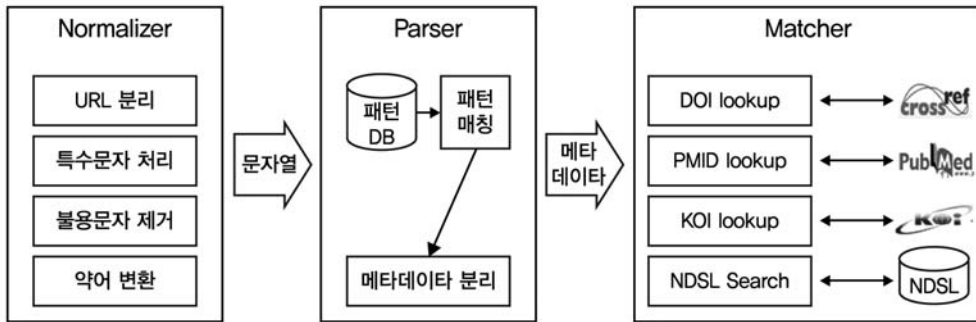 Normalizer
URL 분리
특수문자 처리
불용문자 제거
약어 변환
문자열
Parser
패턴
DB
패턴
매칭
메타데이터 분리
메타
데이타
Matcher
DOI lookup
crossref
PMID lookup
PubMed
KOI lookup
KOI
NDSL Search
NDSL